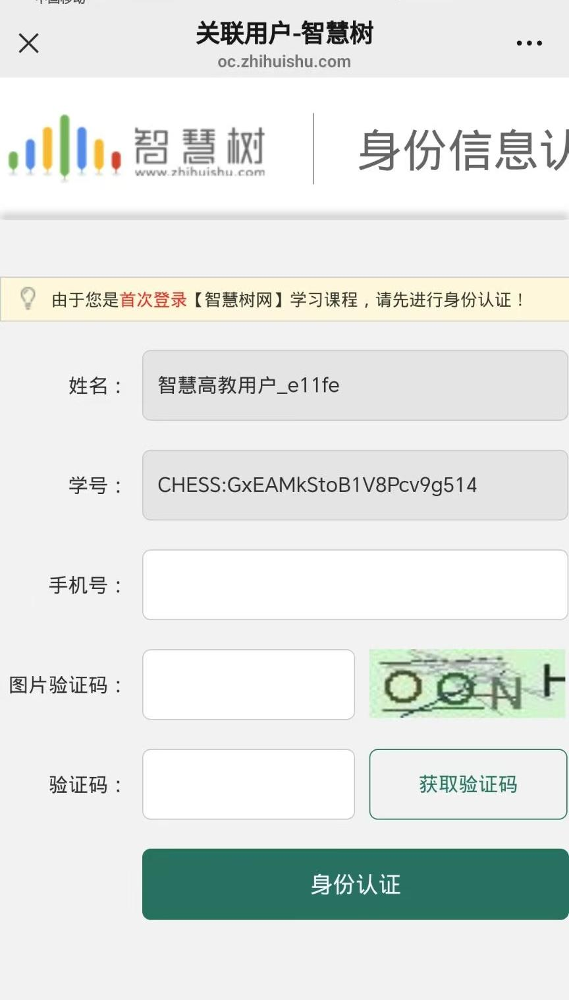 关联用户-智慧树
oc.zhihuishu.com
智慧树
www.zhihuishu.com
身份信息认
由于您是首次登录【智慧树网】学习课程，请先进行身份认证！
姓名：
智慧高教用户_e11fe
学号：
CHESS:GxEAMkStoB1V8Pcv9g514
手机号：
图片验证码：
验证码：
获取验证码
身份认证